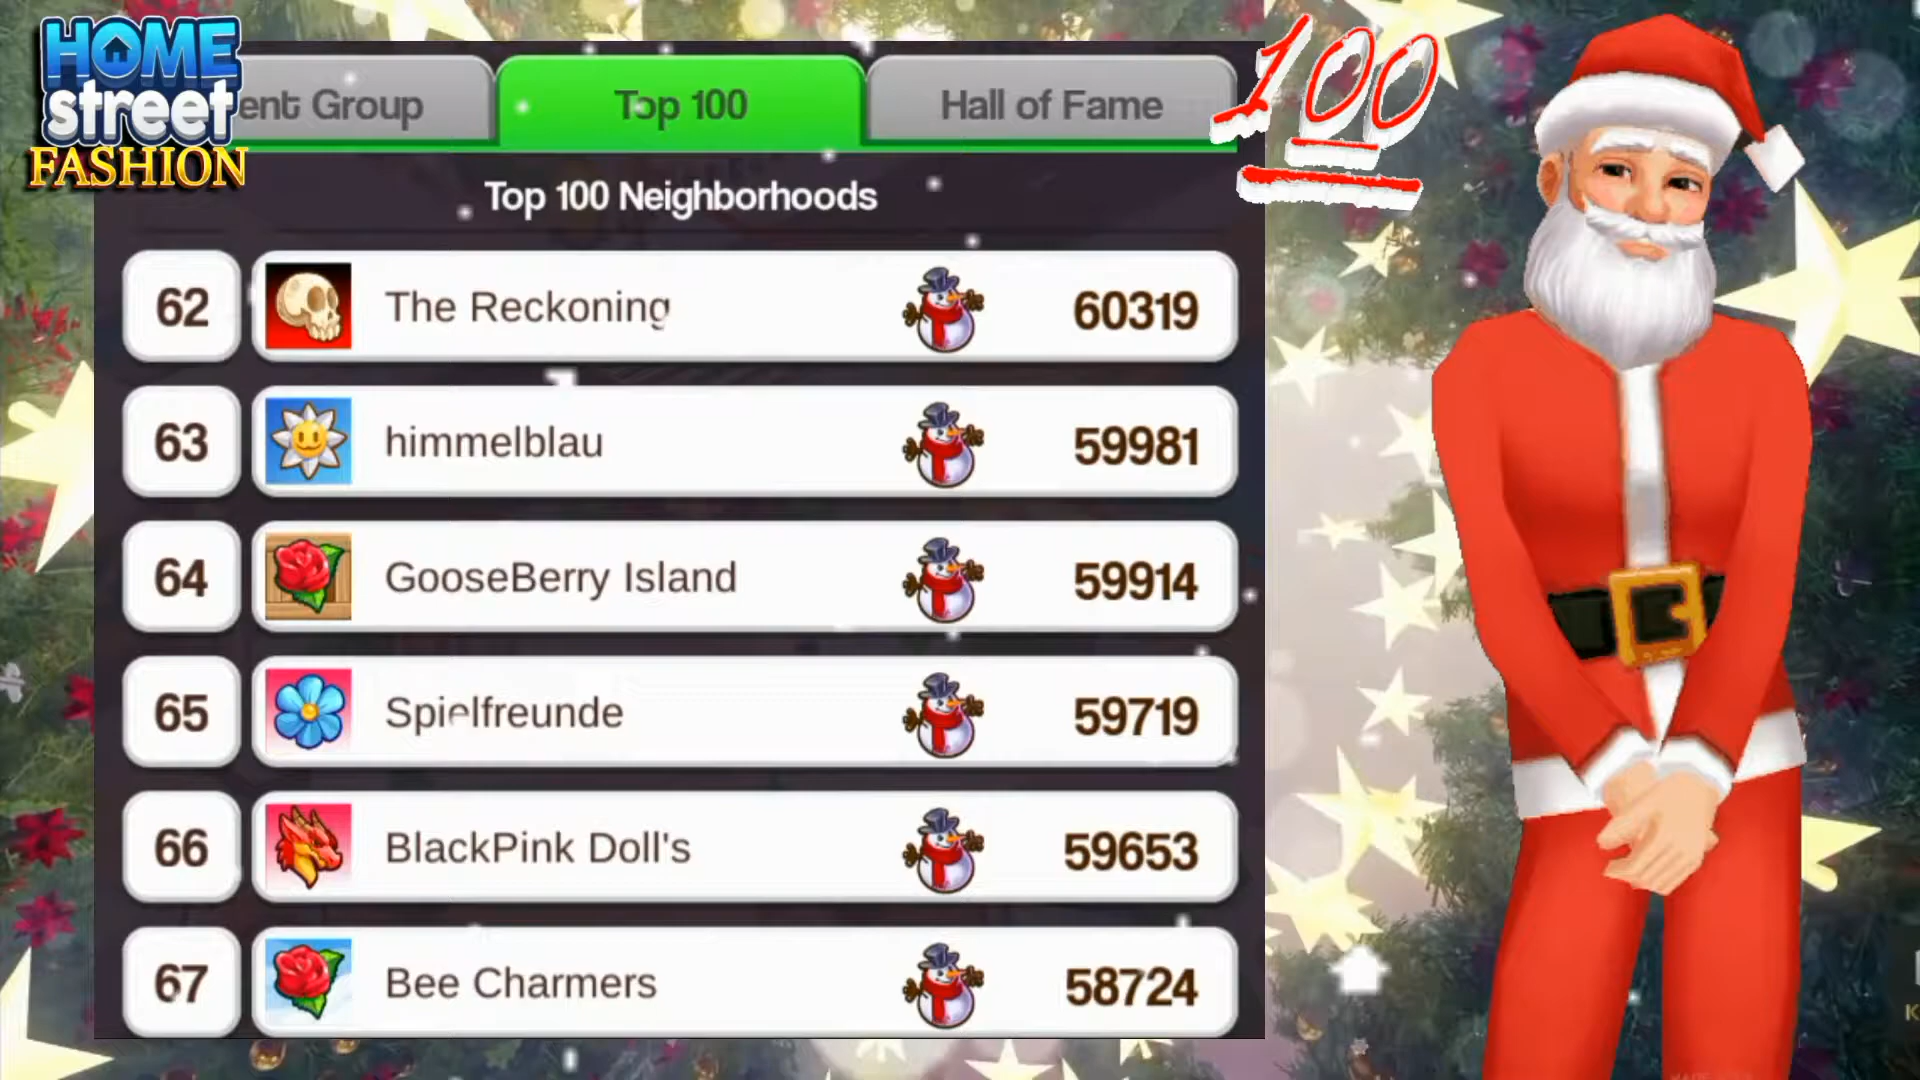 HOME
street
FASHION
ent Group
Top 100
Hall of Fame
100
Top 100 Neighborhoods
62 The Reckoning 60319
63 himmelblau 59981
64 GooseBerry Island 59914
65 Spielfreunde 59719
66 BlackPink Doll's 59653
67 Bee Charmers 58724